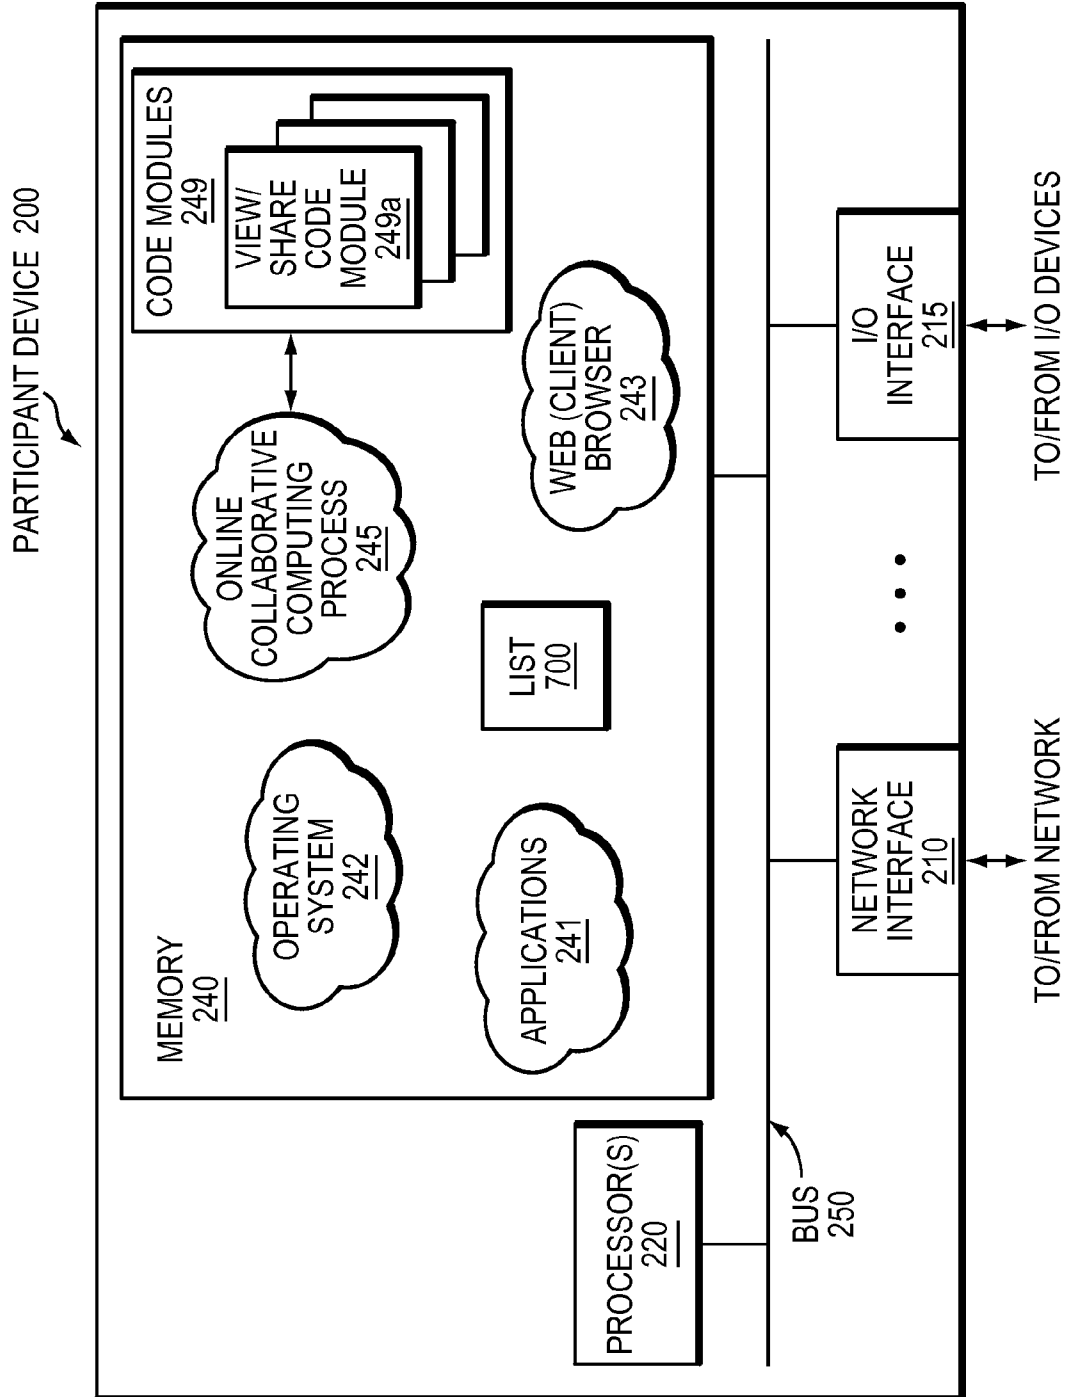 PARTICIPANT DEVICE 200
MEMORY
240
OPERATING
SYSTEM
242
ONLINE
COLLABORATIVE
COMPUTING
PROCESS
245
CODE MODULES
249
VIEW/
SHARE
CODE
MODULE
249a
APPLICATIONS
241
LIST
700
WEB (CLIENT)
BROWSER
243
PROCESSOR(S)
220
BUS
250
NETWORK
INTERFACE
210
I/O
INTERFACE
215
TO/FROM NETWORK
TO/FROM I/O DEVICES